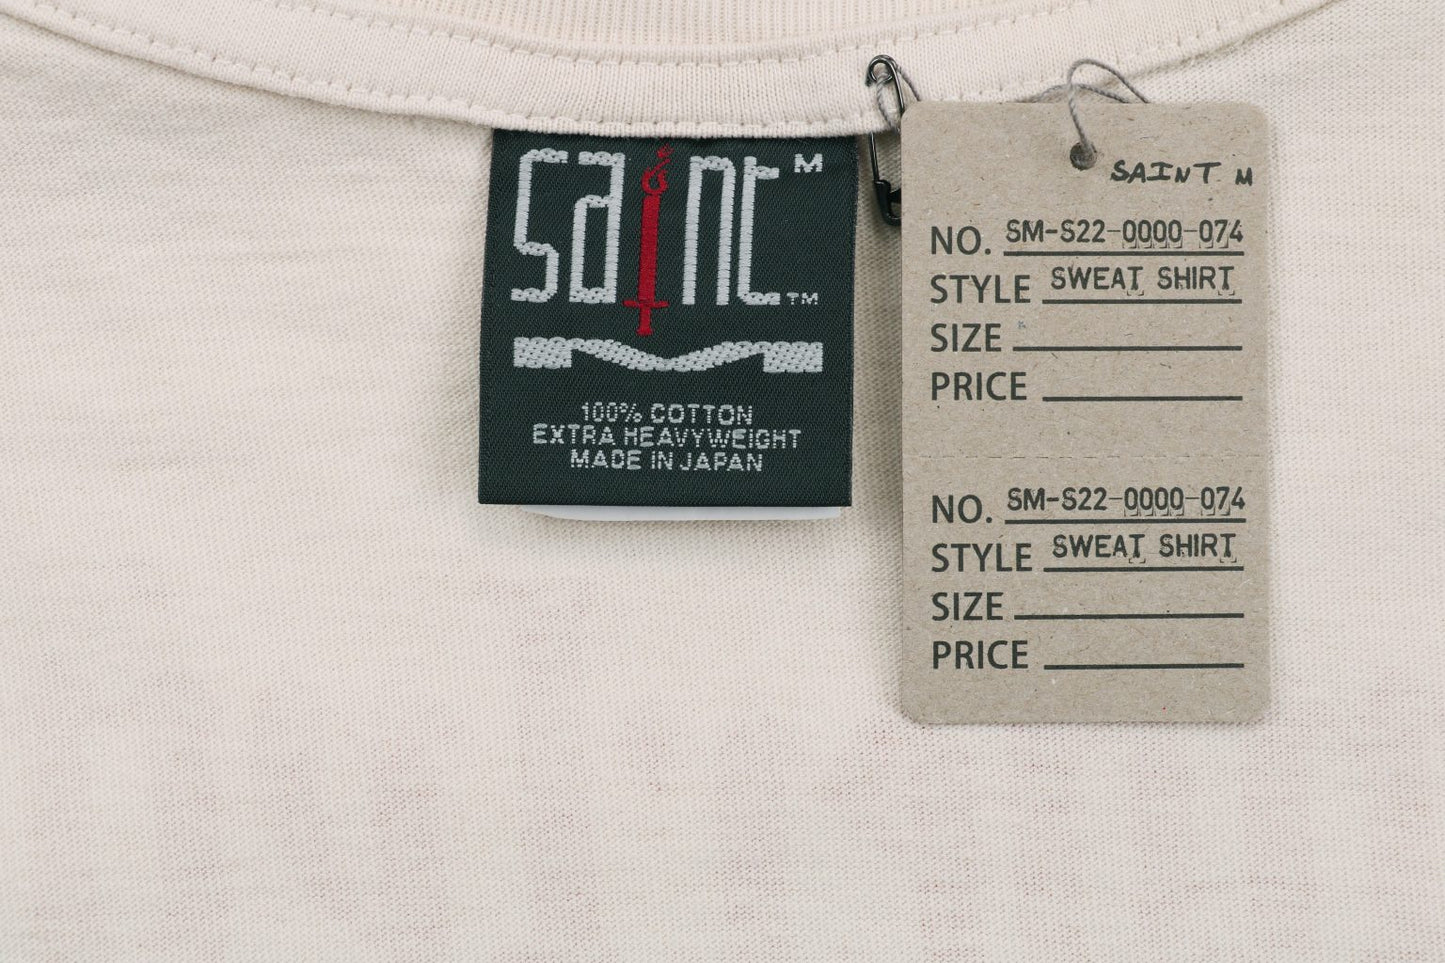 saint M
TM
100% COTTON
EXTRA HEAVYWEIGHT
MADE IN JAPAN
SAINT M
NO. SM-S22-0000-074
STYLE SWEAT SHIRT
SIZE
PRICE
NO. SM-S22-0000-074
STYLE SWEAT SHIRT
SIZE
PRICE